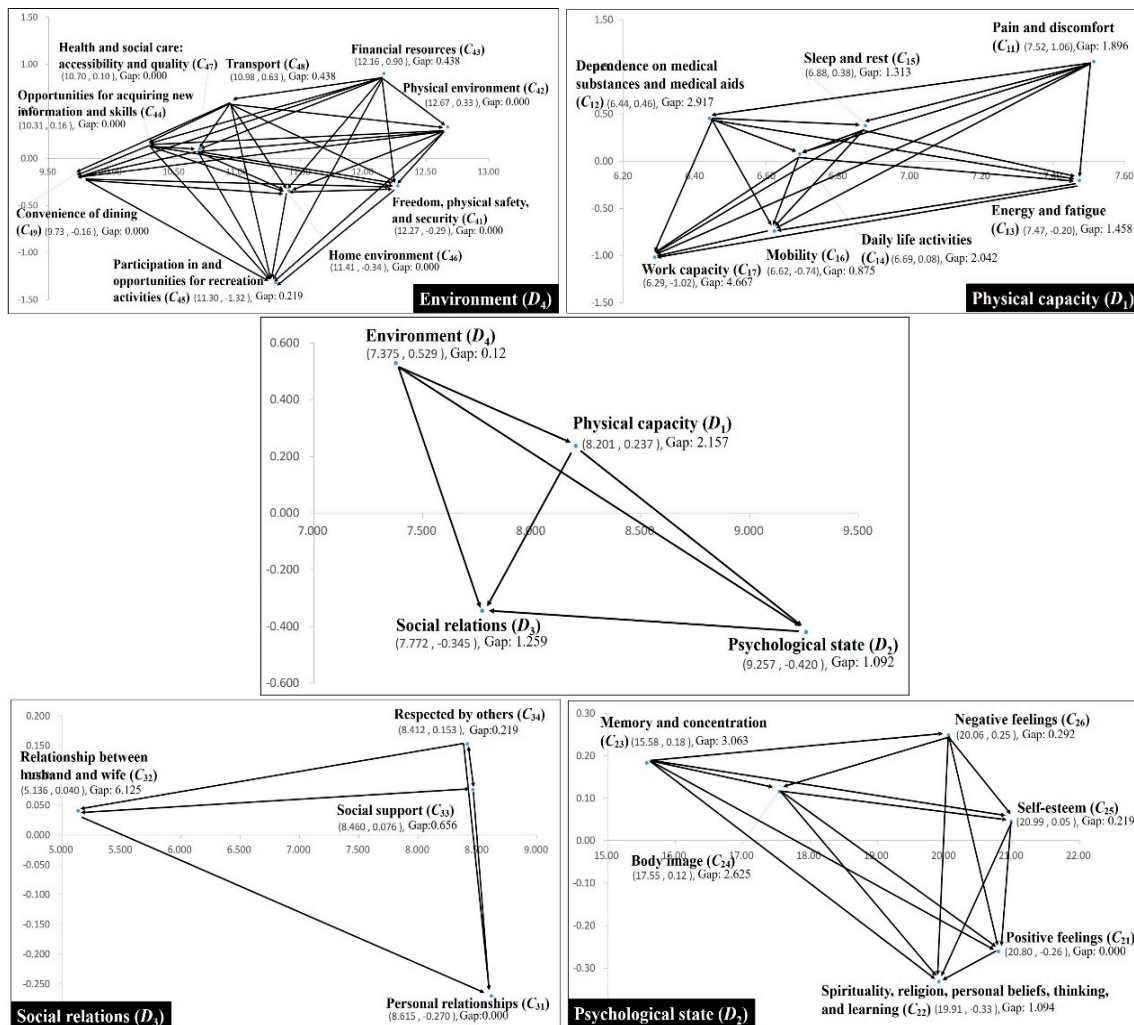 1.50
1.00
0.00
-0.50
-1.00
-1.50
9.50
10.00
10.50
11.00
12.50
13.00
Health and social care:
accessibility and quality (C47)
(10.70 , 0.10 ), Gap: 0.000
Transport (C48)
(10.98 , 0.63 ) Gap: 0.438
Financial resources (C43)
(12.16 , 0.90 ) Gap: 0.438
Physical environment (C42)
(12.67 , 0.33 ) Gap: 0.000
Opportunities for acquiring new
information and skills (C44)
(10.31 , 0.16 ) Gap: 0.000
Convenience of dining
(C49) (9.73 , -0.16 ) Gap: 0.000
Freedom, physical safety,
and security (C41)
(12.27 , -0.29 ) Gap: 0.000
Home environment (C46)
(11.41 , -0.34 ) Gap: 0.000
Participation in and
opportunities for recreation
activities (C45) (11.30 , -1.32 ) Gap: 0.219
Environment (D4)
1.50
0.50
0.00
-0.50
-1.00
-1.50
6.20
6.40
6.60
6.80
7.00
7.20
7.60
Pain and discomfort
(C11) (7.52 , 1.06 ) Gap: 1.896
Sleep and rest (C15)
(6.88 , 0.38 ) Gap: 1.313
Dependence on medical
substances and medical aids
(C12) (6.44 , 0.46 ) Gap: 2.917
Energy and fatigue
(C13) (7.47 , -0.20 ) Gap: 1.458
Daily life activities
(C14) (6.69 , 0.08 ) Gap: 2.042
Mobility (C16)
(6.62 , -0.74 ) Gap: 0.875
Work capacity (C17)
(6.29 , -1.02 ) Gap: 4.667
Physical capacity (D1)
0.600
0.400
0.200
0.000
-0.200
-0.400
-0.600
7.000
7.500
8.000
8.500
9.000
9.500
Environment (D4)
(7.375 , 0.529 ), Gap: 0.12
Physical capacity (D1)
(8.201 , 0.237 ), Gap: 2.157
Social relations (D3)
(7.772 , -0.345 ) Gap: 1.259
Psychological state (D2)
(9.257 , -0.420 ) Gap: 1.092
0.200
0.150
0.050
0.000
-0.050
-0.100
-0.150
-0.200
-0.250
5.000
6.000
6.500
7.000
7.500
8.000
8.500
9.000
Respected by others (C34)
(8.412 , 0.153 ) Gap:0.219
Relationship between
husband and wife (C32)
(5.136 , 0.040 ) Gap: 6.125
Social support (C33)
(8.460 , 0.076 ) Gap:0.656
Personal relationships (C31)
(8.615 , -0.270 ) Gap:0.000
Social relations (D3)
0.30
0.20
0.10
0.00
-0.10
-0.20
-0.30
15.00
16.00
17.00
18.00
19.00
20.00
21.00
22.00
Memory and concentration
(C23) (15.58 , 0.18 ) Gap: 3.063
Negative feelings (C26)
(20.06 , 0.25 ) Gap: 0.292
Self-esteem (C25)
(20.99 , 0.05 ) Gap: 0.219
Body image (C24)
(17.55 , 0.12 ) Gap: 2.625
Positive feelings (C21)
(20.80 , -0.26 ) Gap: 0.000
Spirituality, religion, personal beliefs, thinking,
and learning (C22) (19.91 , -0.33 ) Gap: 1.094
Psychological state (D2)